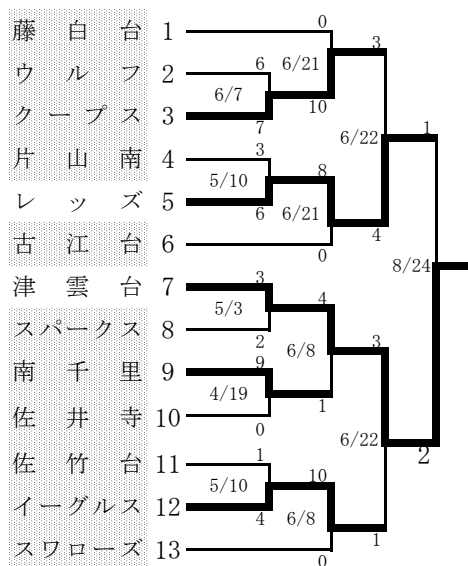 藤白台 1
ウルフ 2
クープス 3
片山南 4
レッズ 5
古江台 6
津雲台 7
スパークス 8
南千里 9
佐井寺 10
佐竹台 11
イーグルス 12
スワローズ 13
0
6
6/7
7
6/21
10
3
3
5/10
6
8
6/21
0
6/22
4
1
3
5/3
2
9
4/19
0
4
6/8
1
3
1
5/10
4
10
6/8
0
6/22
1
2
8/24